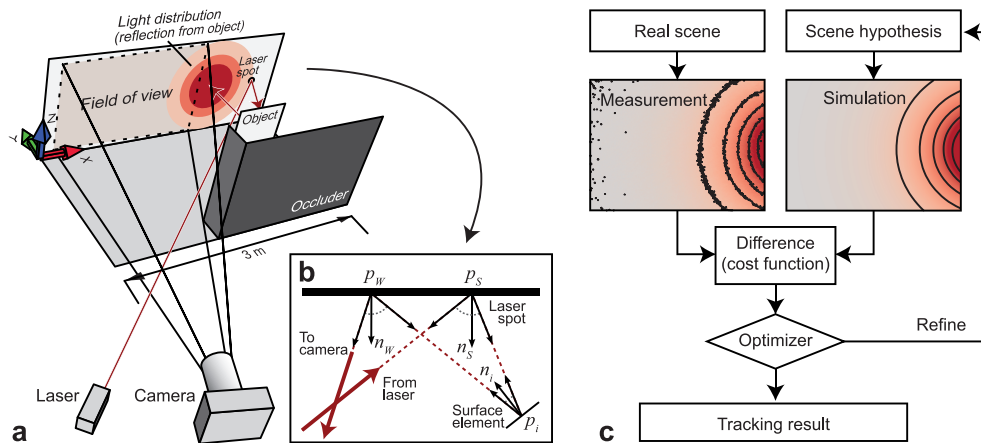 Light distribution
(reflection from object)
Laser
spot
Field of view
Object
Z
Y
X
Occluder
3 m
Laser
Camera
a
b
p_W
p_S
Laser
spot
To
camera
n_W
n_S
From
laser
n_i
Surface
element
p_i
Real scene
Scene hypothesis
Measurement
Simulation
Difference
(cost function)
Optimizer
Refine
Tracking result
c